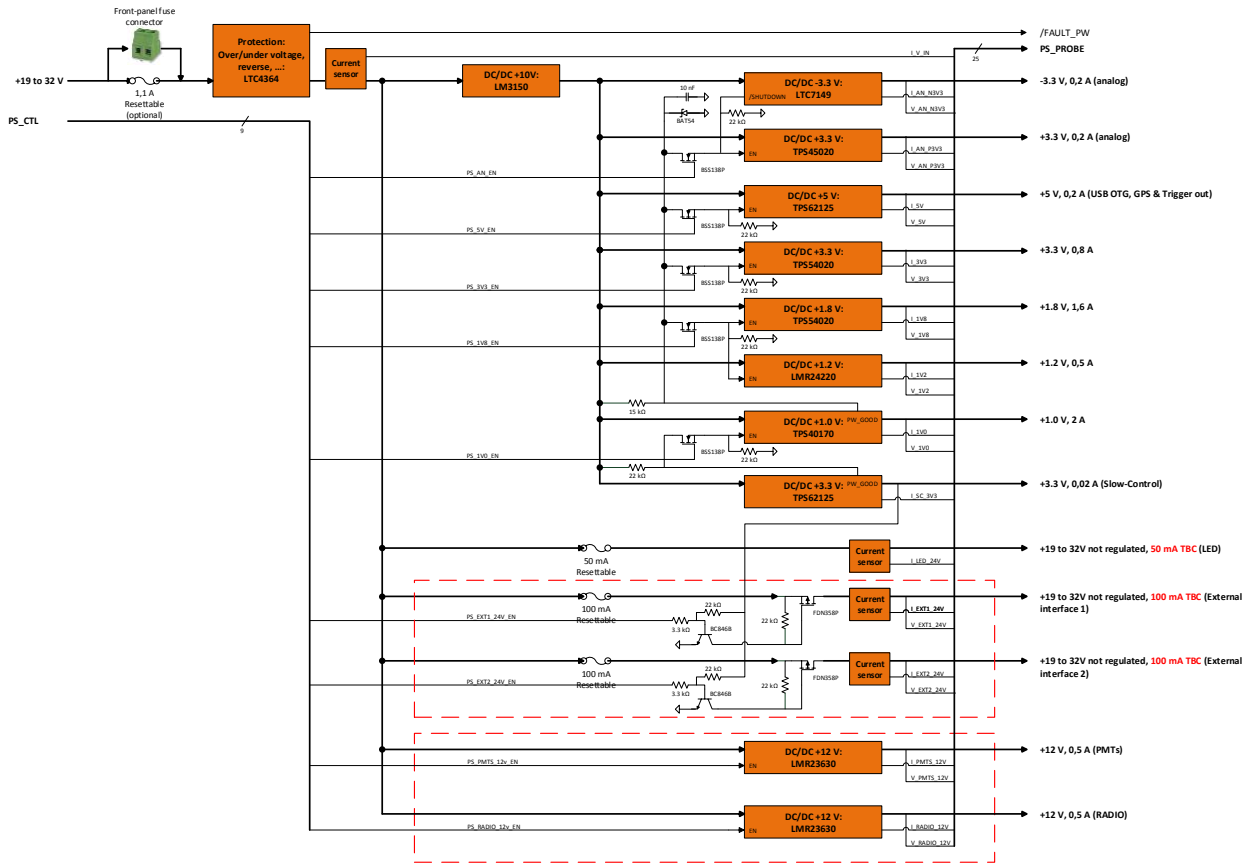 Front-panel fuse
connector
+19 to 32 V
1,1 A
Resettable
(optional)
PS_CTL
9
Protection:
Over/under voltage,
reverse, ...:
LTC4364
Current
sensor
/FAULT_PW
I_V_IN
PS_PROBE
25
DC/DC +10V:
LM3150
10 nF
BAT54
/SHUTDOWN
22 kΩ
DC/DC -3.3 V:
LTC7149
I_AN_N3V3
V_AN_N3V3
-3.3 V, 0,2 A (analog)
DC/DC +3.3 V:
TPS45020
EN
BSS138P
PS_AN_EN
I_AN_P3V3
V_AN_P3V3
+3.3 V, 0,2 A (analog)
DC/DC +5 V:
TPS62125
EN
BSS138P
22 kΩ
PS_5V_EN
I_5V
V_5V
+5 V, 0,2 A (USB OTG, GPS & Trigger out)
DC/DC +3.3 V:
TPS54020
EN
BSS138P
22 kΩ
PS_3V3_EN
I_3V3
V_3V3
+3.3 V, 0,8 A
DC/DC +1.8 V:
TPS54020
EN
BSS138P
22 kΩ
PS_1V8_EN
I_1V8
V_1V8
+1.8 V, 1,6 A
DC/DC +1.2 V:
LMR24220
EN
I_1V2
V_1V2
+1.2 V, 0,5 A
15 kΩ
DC/DC +1.0 V:
PW_GOOD
TPS40170
EN
BSS138P
22 kΩ
PS_1V0_EN
I_1V0
V_1V0
+1.0 V, 2 A
22 kΩ
DC/DC +3.3 V:
PW_GOOD
TPS62125
I_SC_3V3
+3.3 V, 0,02 A (Slow-Control)
50 mA
Resettable
Current
sensor
I_LED_24V
+19 to 32V not regulated, 50 mA TBC (LED)
100 mA
Resettable
PS_EXT1_24V_EN
3.3 kΩ
22 kΩ
BC846B
22 kΩ
FDN358P
Current
sensor
I_EXT1_24V
V_EXT1_24V
+19 to 32V not regulated, 100 mA TBC (External
interface 1)
100 mA
Resettable
PS_EXT2_24V_EN
3.3 kΩ
22 kΩ
BC846B
22 kΩ
FDN358P
Current
sensor
I_EXT2_24V
V_EXT2_24V
+19 to 32V not regulated, 100 mA TBC (External
interface 2)
PS_PMTS_12v_EN
DC/DC +12 V:
LMR23630
EN
I_PMTS_12V
V_PMTS_12V
+12 V, 0,5 A (PMTs)
PS_RADIO_12v_EN
DC/DC +12 V:
LMR23630
EN
I_RADIO_12V
V_RADIO_12V
+12 V, 0,5 A (RADIO)